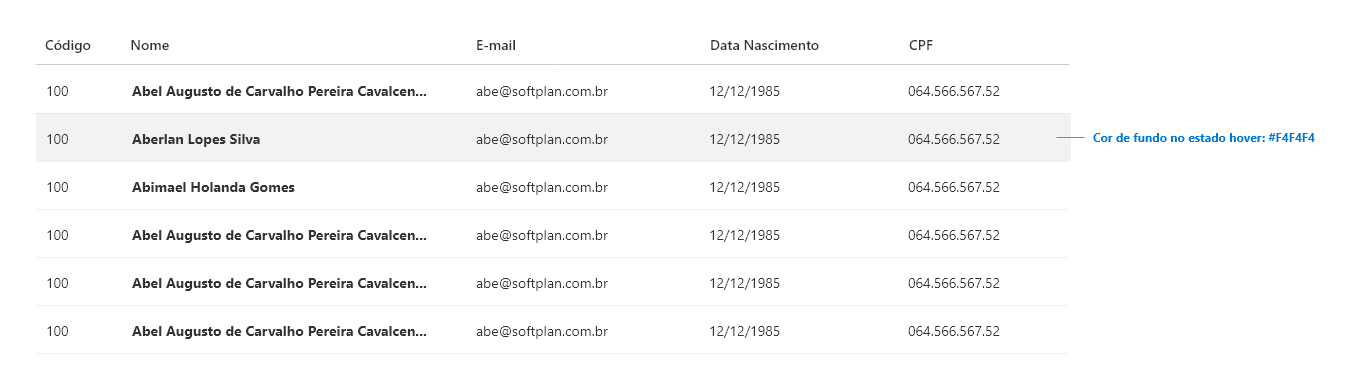 Código Nome E-mail Data Nascimento CPF
100 Abel Augusto de Carvalho Pereira Cavalcen... abe@softplan.com.br 12/12/1985 064.566.567.52
100 Aberlan Lopes Silva abe@softplan.com.br 12/12/1985 064.566.567.52 Cor de fundo no estado hover: #F4F4F4
100 Abimael Holanda Gomes abe@softplan.com.br 12/12/1985 064.566.567.52
100 Abel Augusto de Carvalho Pereira Cavalcen... abe@softplan.com.br 12/12/1985 064.566.567.52
100 Abel Augusto de Carvalho Pereira Cavalcen... abe@softplan.com.br 12/12/1985 064.566.567.52
100 Abel Augusto de Carvalho Pereira Cavalcen... abe@softplan.com.br 12/12/1985 064.566.567.52